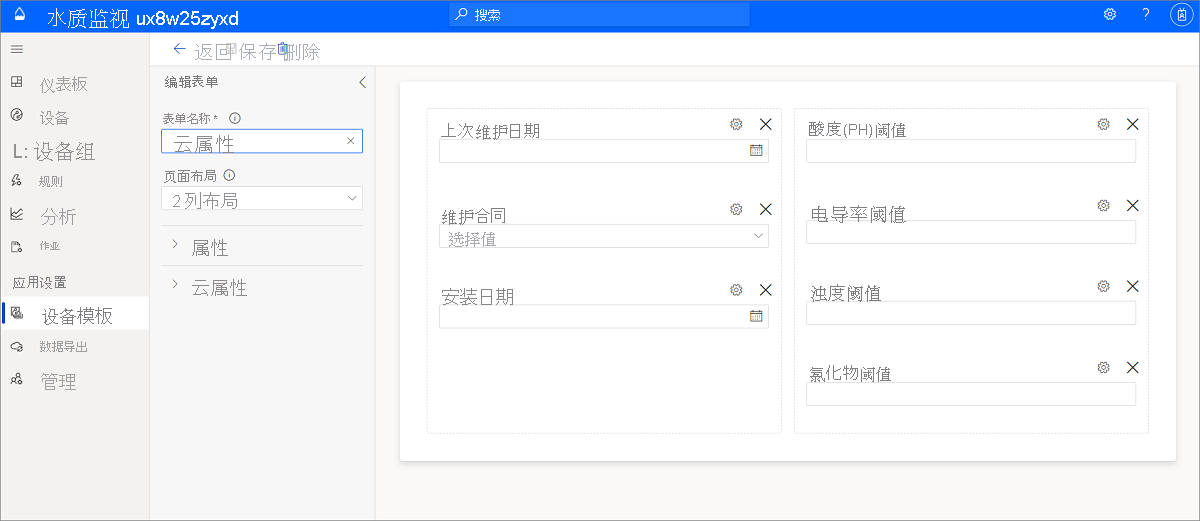 水质监视 ux8w25zyxd
搜索
?
返回 保存 删除
仪表板
设备
L: 设备组
规则
分析
作业
应用设置
设备模板
数据导出
管理
编辑表单
表单名称 *
云属性
页面布局
2 列布局
属性
云属性
上次维护日期
维护合同
选择值
安装日期
酸度(PH)阈值
电导率阈值
浊度阈值
氯化物阈值